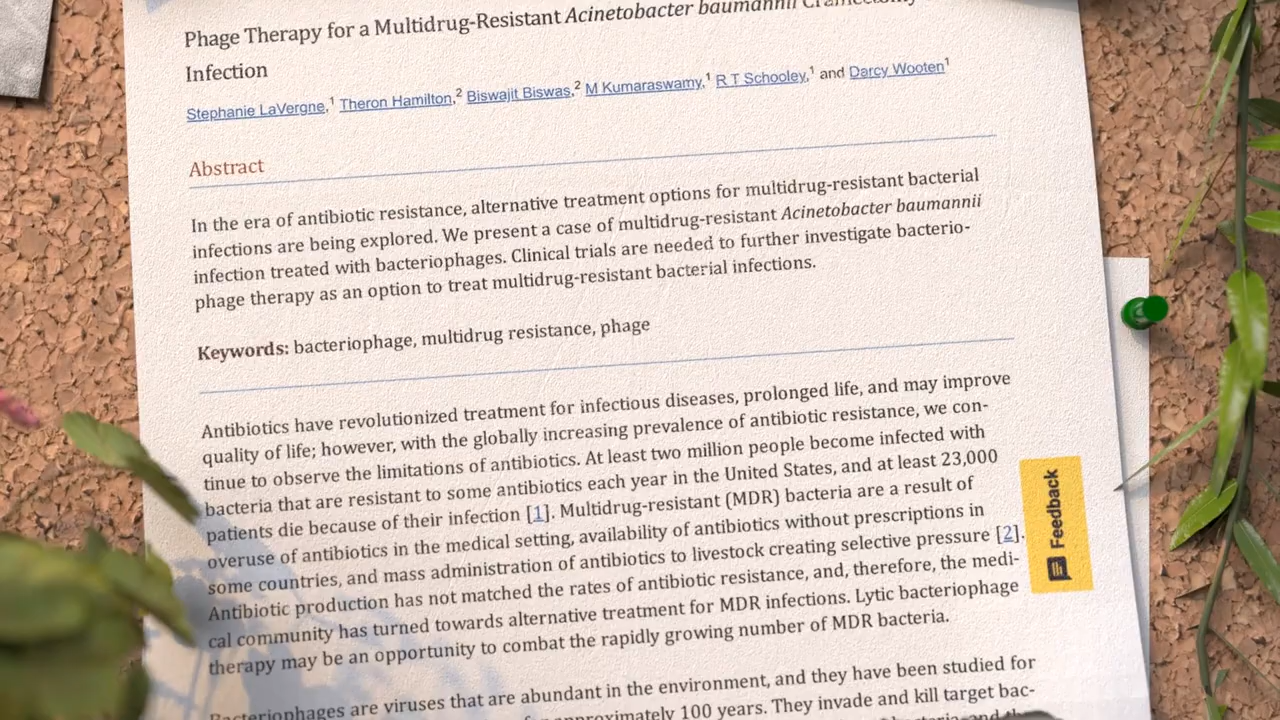 Phage Therapy for a Multidrug-Resistant Acinetobacter baumannii Craniectomy
Infection
Stephanie LaVergne,1 Theron Hamilton,2 Biswajit Biswas,2 M Kumaraswamy,1 R T Schooley,1 and Darcy Wooten1
Abstract
In the era of antibiotic resistance, alternative treatment options for multidrug-resistant bacterial
infections are being explored. We present a case of multidrug-resistant Acinetobacter baumannii
infection treated with bacteriophages. Clinical trials are needed to further investigate bacterio-
phage therapy as an option to treat multidrug-resistant bacterial infections.
Keywords: bacteriophage, multidrug resistance, phage
Antibiotics have revolutionized treatment for infectious diseases, prolonged life, and may improve
quality of life; however, with the globally increasing prevalence of antibiotic resistance, we con-
tinue to observe the limitations of antibiotics. At least two million people become infected with
bacteria that are resistant to some antibiotics each year in the United States, and at least 23,000
patients die because of their infection [1]. Multidrug-resistant (MDR) bacteria are a result of
overuse of antibiotics in the medical setting, availability of antibiotics without prescriptions in
some countries, and mass administration of antibiotics to livestock creating selective pressure [2].
Antibiotic production has not matched the rates of antibiotic resistance, and, therefore, the medi-
cal community has turned towards alternative treatment for MDR infections. Lytic bacteriophage
therapy may be an opportunity to combat the rapidly growing number of MDR bacteria.
Feedback
Bacteriophages are viruses that are abundant in the environment, and they have been studied for
approximately 100 years. They invade and kill target bac-